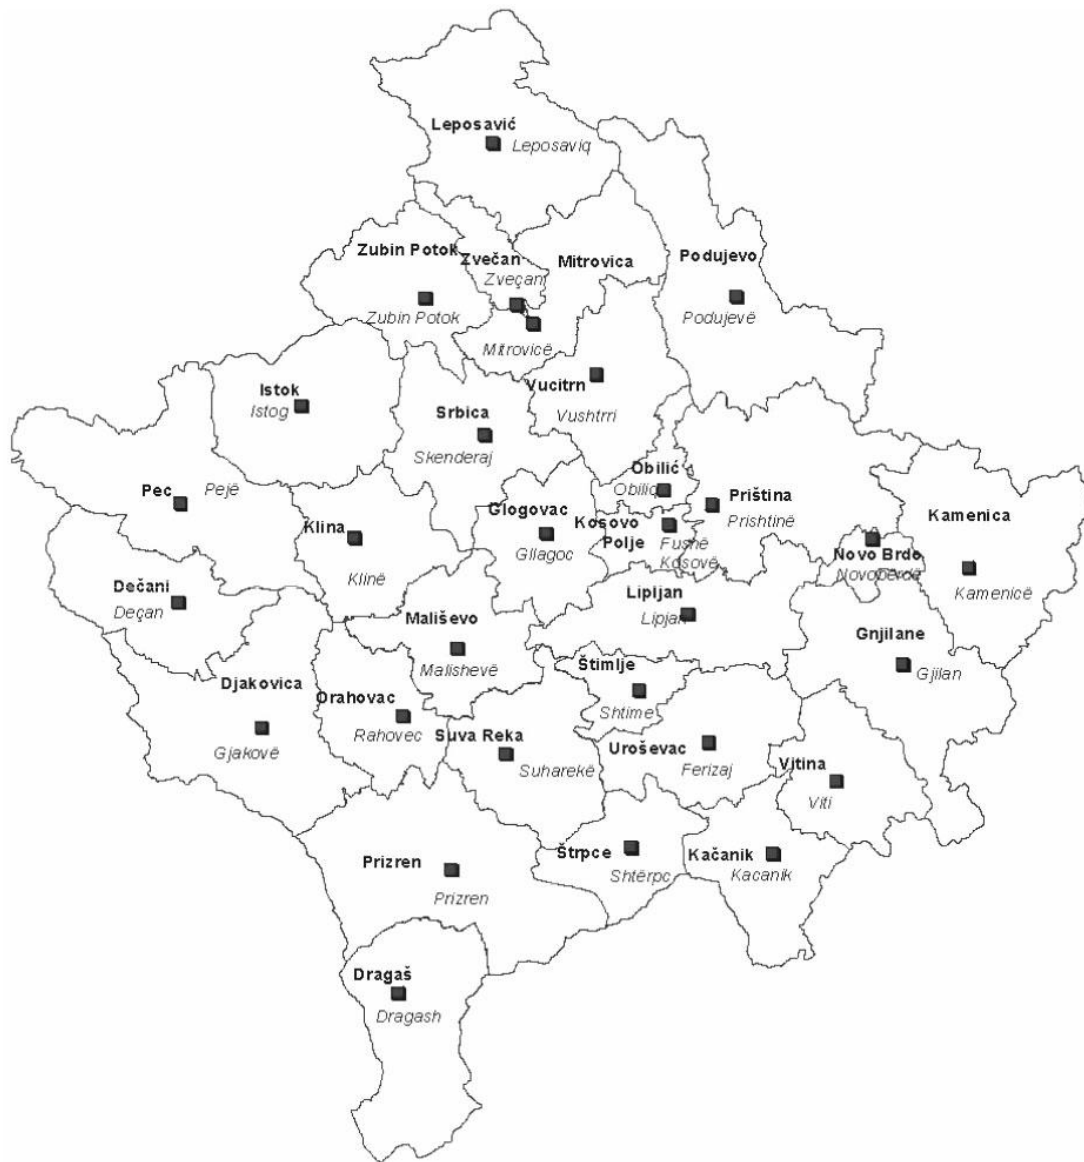 Leposavić
Leposaviq
Zubin Potok
Zubin Potok
Zvečan
Zveçan
Mitrovica
Mitrovicë
Podujevo
Podujevë
Istok
Istog
Vucitrn
Vushtrri
Srbica
Skenderaj
Pec
Pejë
Klina
Klinë
Glogovac
Gllagoc
Obilić
Obiliq
Kosovo
Polje
Fushë
Kosovë
Priština
Prishtinë
Novo Brdo
Novobërdë
Kamenica
Kamenicë
Dečani
Deçan
Mališevo
Malishevë
Lipljan
Lipjan
Gnjilane
Gjilan
Djakovica
Gjakovë
Orahovac
Rahovec
Štimlje
Shtime
Suva Reka
Suharekë
Uroševac
Ferizaj
Vitina
Viti
Prizren
Prizren
Štrpce
Shtërpc
Kačanik
Kacanik
Dragaš
Dragash